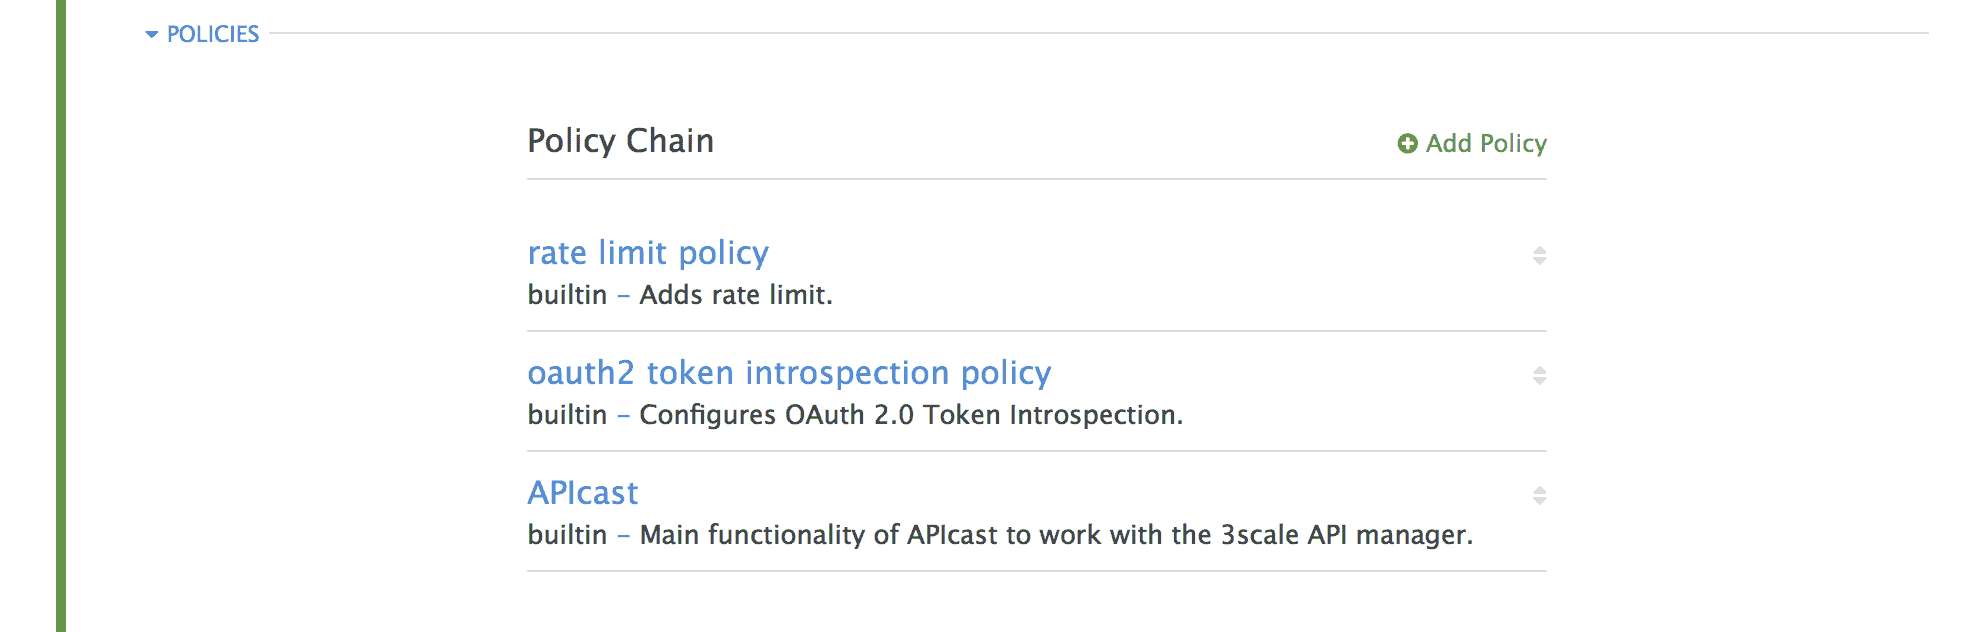 POLICIES
Policy Chain
Add Policy
rate limit policy
builtin – Adds rate limit.
oauth2 token introspection policy
builtin – Configures OAuth 2.0 Token Introspection.
APIcast
builtin – Main functionality of APIcast to work with the 3scale API manager.